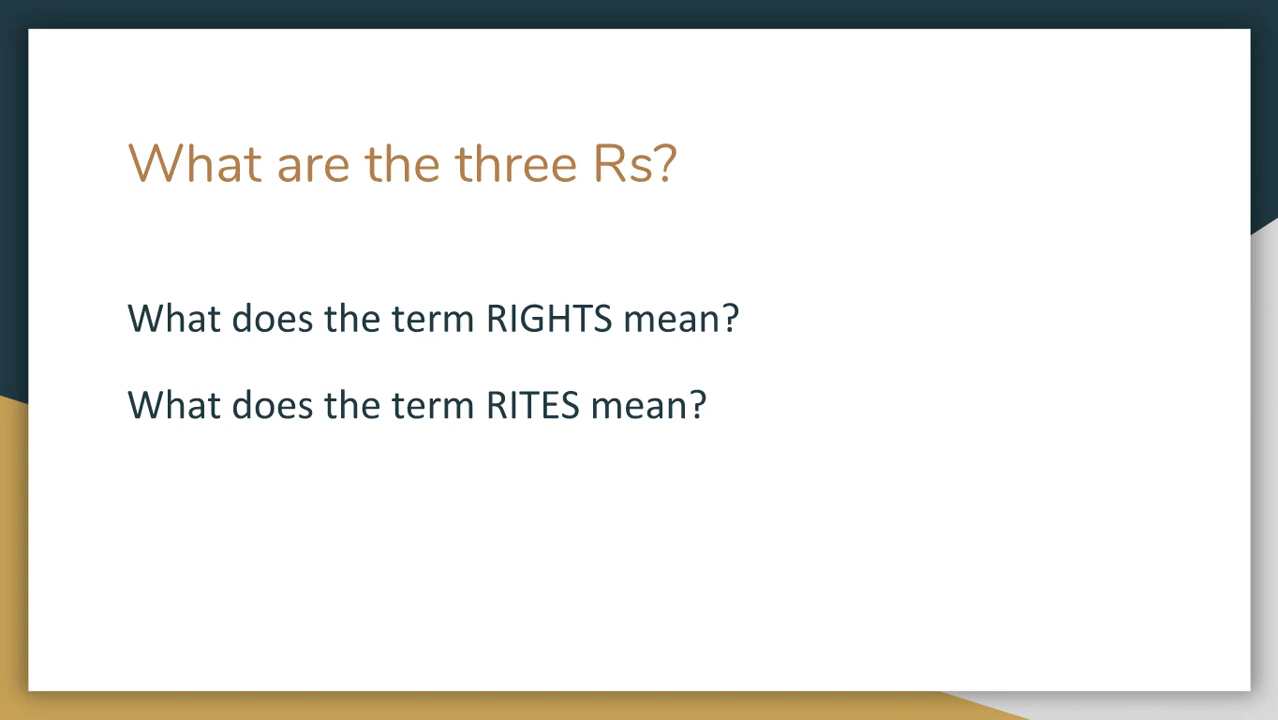 What are the three Rs?
What does the term RIGHTS mean?
What does the term RITES mean?